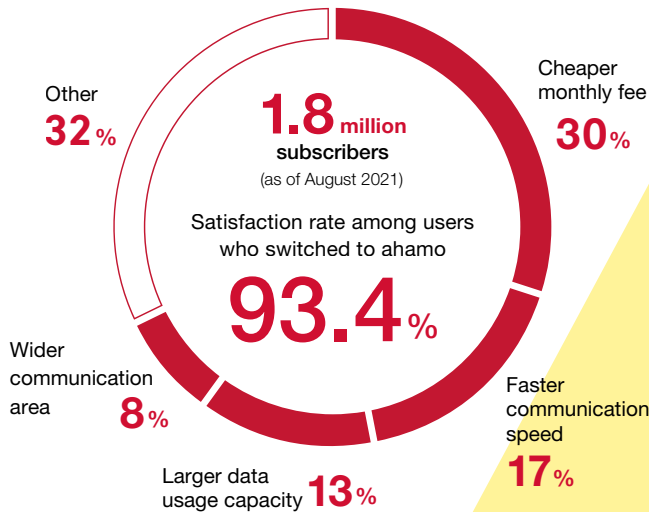 1.8 million
subscribers
(as of August 2021)
Satisfaction rate among users
who switched to ahamo
93.4%
Cheaper
monthly fee
30%
Faster
communication
speed
17%
Larger data
usage capacity 13%
Wider
communication
area
8%
Other
32%